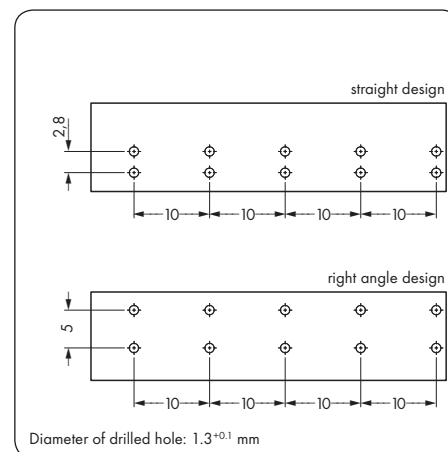 straight design
2,8
10 10 10 10
right angle design
5
10 10 10 10
Diameter of drilled hole: 1.3+0.1 mm